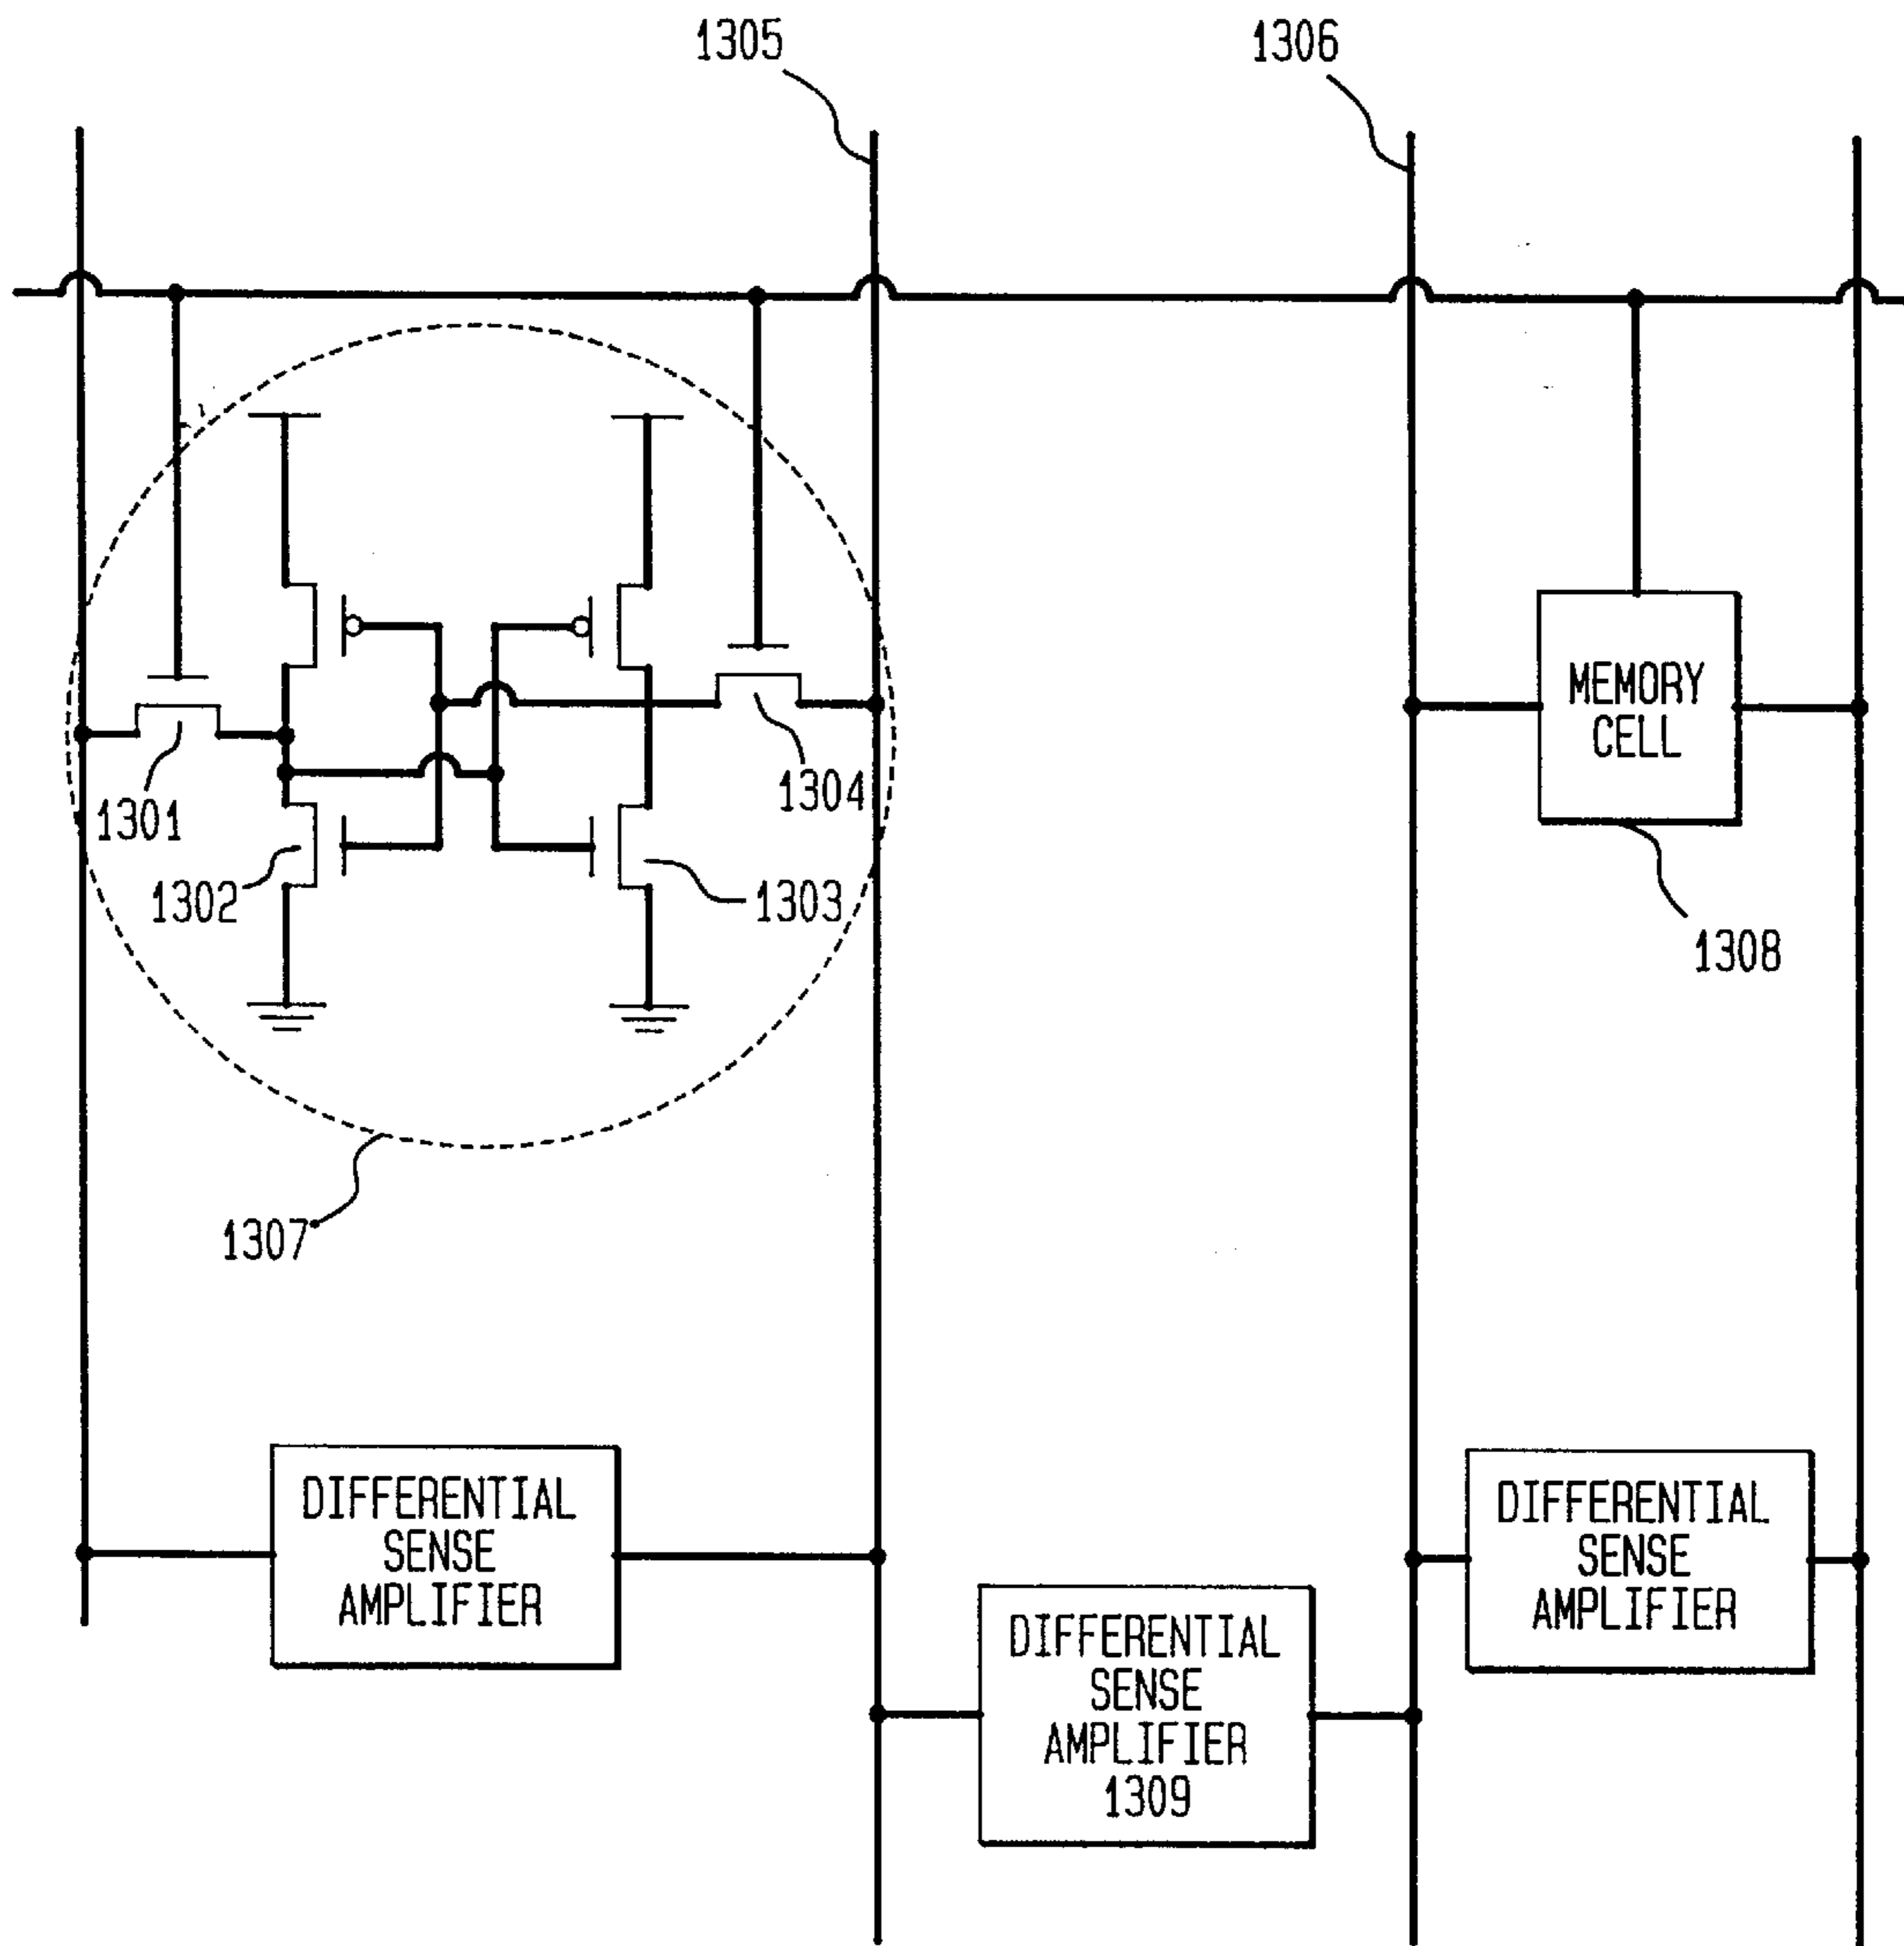 1305
1306
MEMORY
CELL
1301
1304
1302
1303
1308
1307
DIFFERENTIAL
SENSE
AMPLIFIER
DIFFERENTIAL
SENSE
AMPLIFIER
DIFFERENTIAL
SENSE
AMPLIFIER
1309